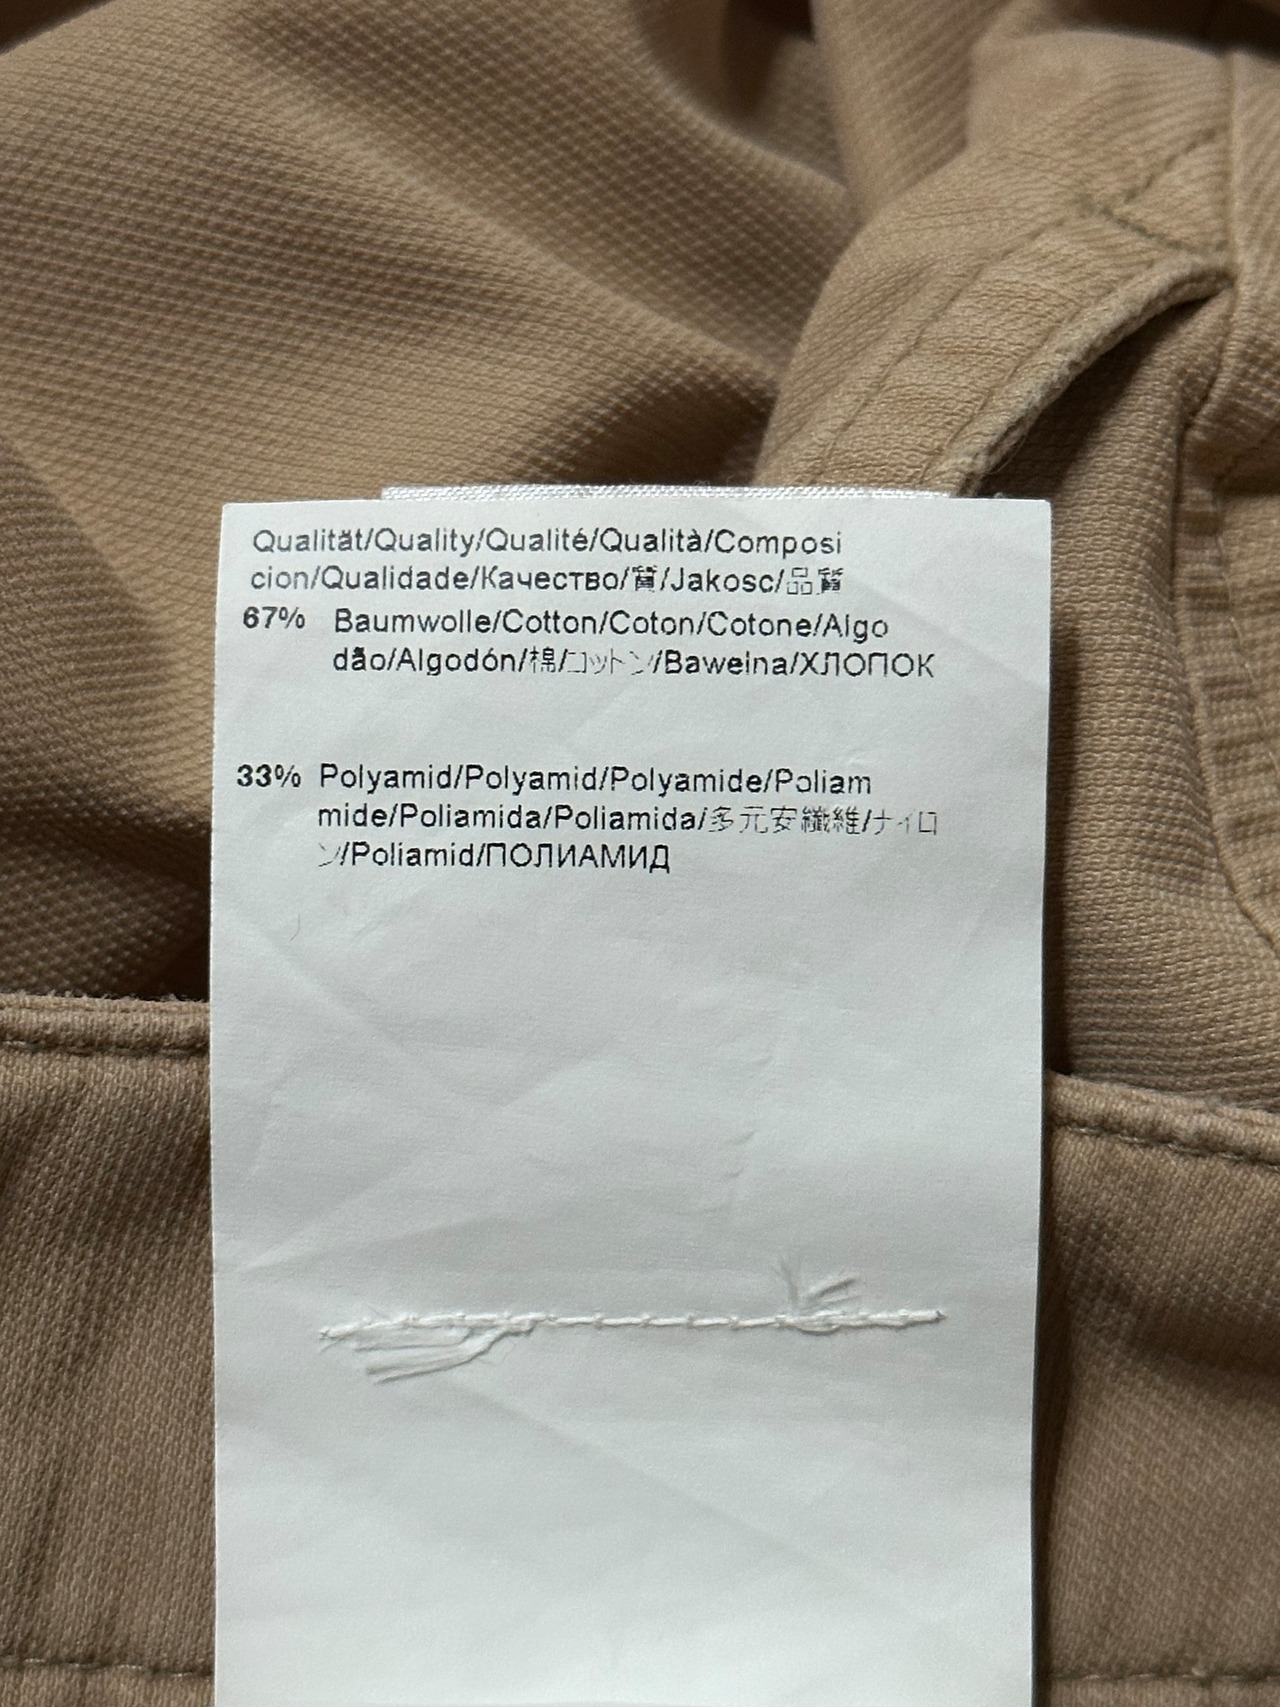 Qualität/Quality/Qualité/Qualità/Composi
cion/Qualidade/Качество/質/Jakosc/品質
67% Baumwolle/Cotton/Coton/Cotone/Algo
dão/Algodón/棉/コットン/Bawelna/ХЛОПОК
33% Polyamid/Polyamid/Polyamide/Poliam
mide/Poliamida/Poliamida/多元安纖維/ナイロ
ン/Poliamid/ПОЛИАМИД